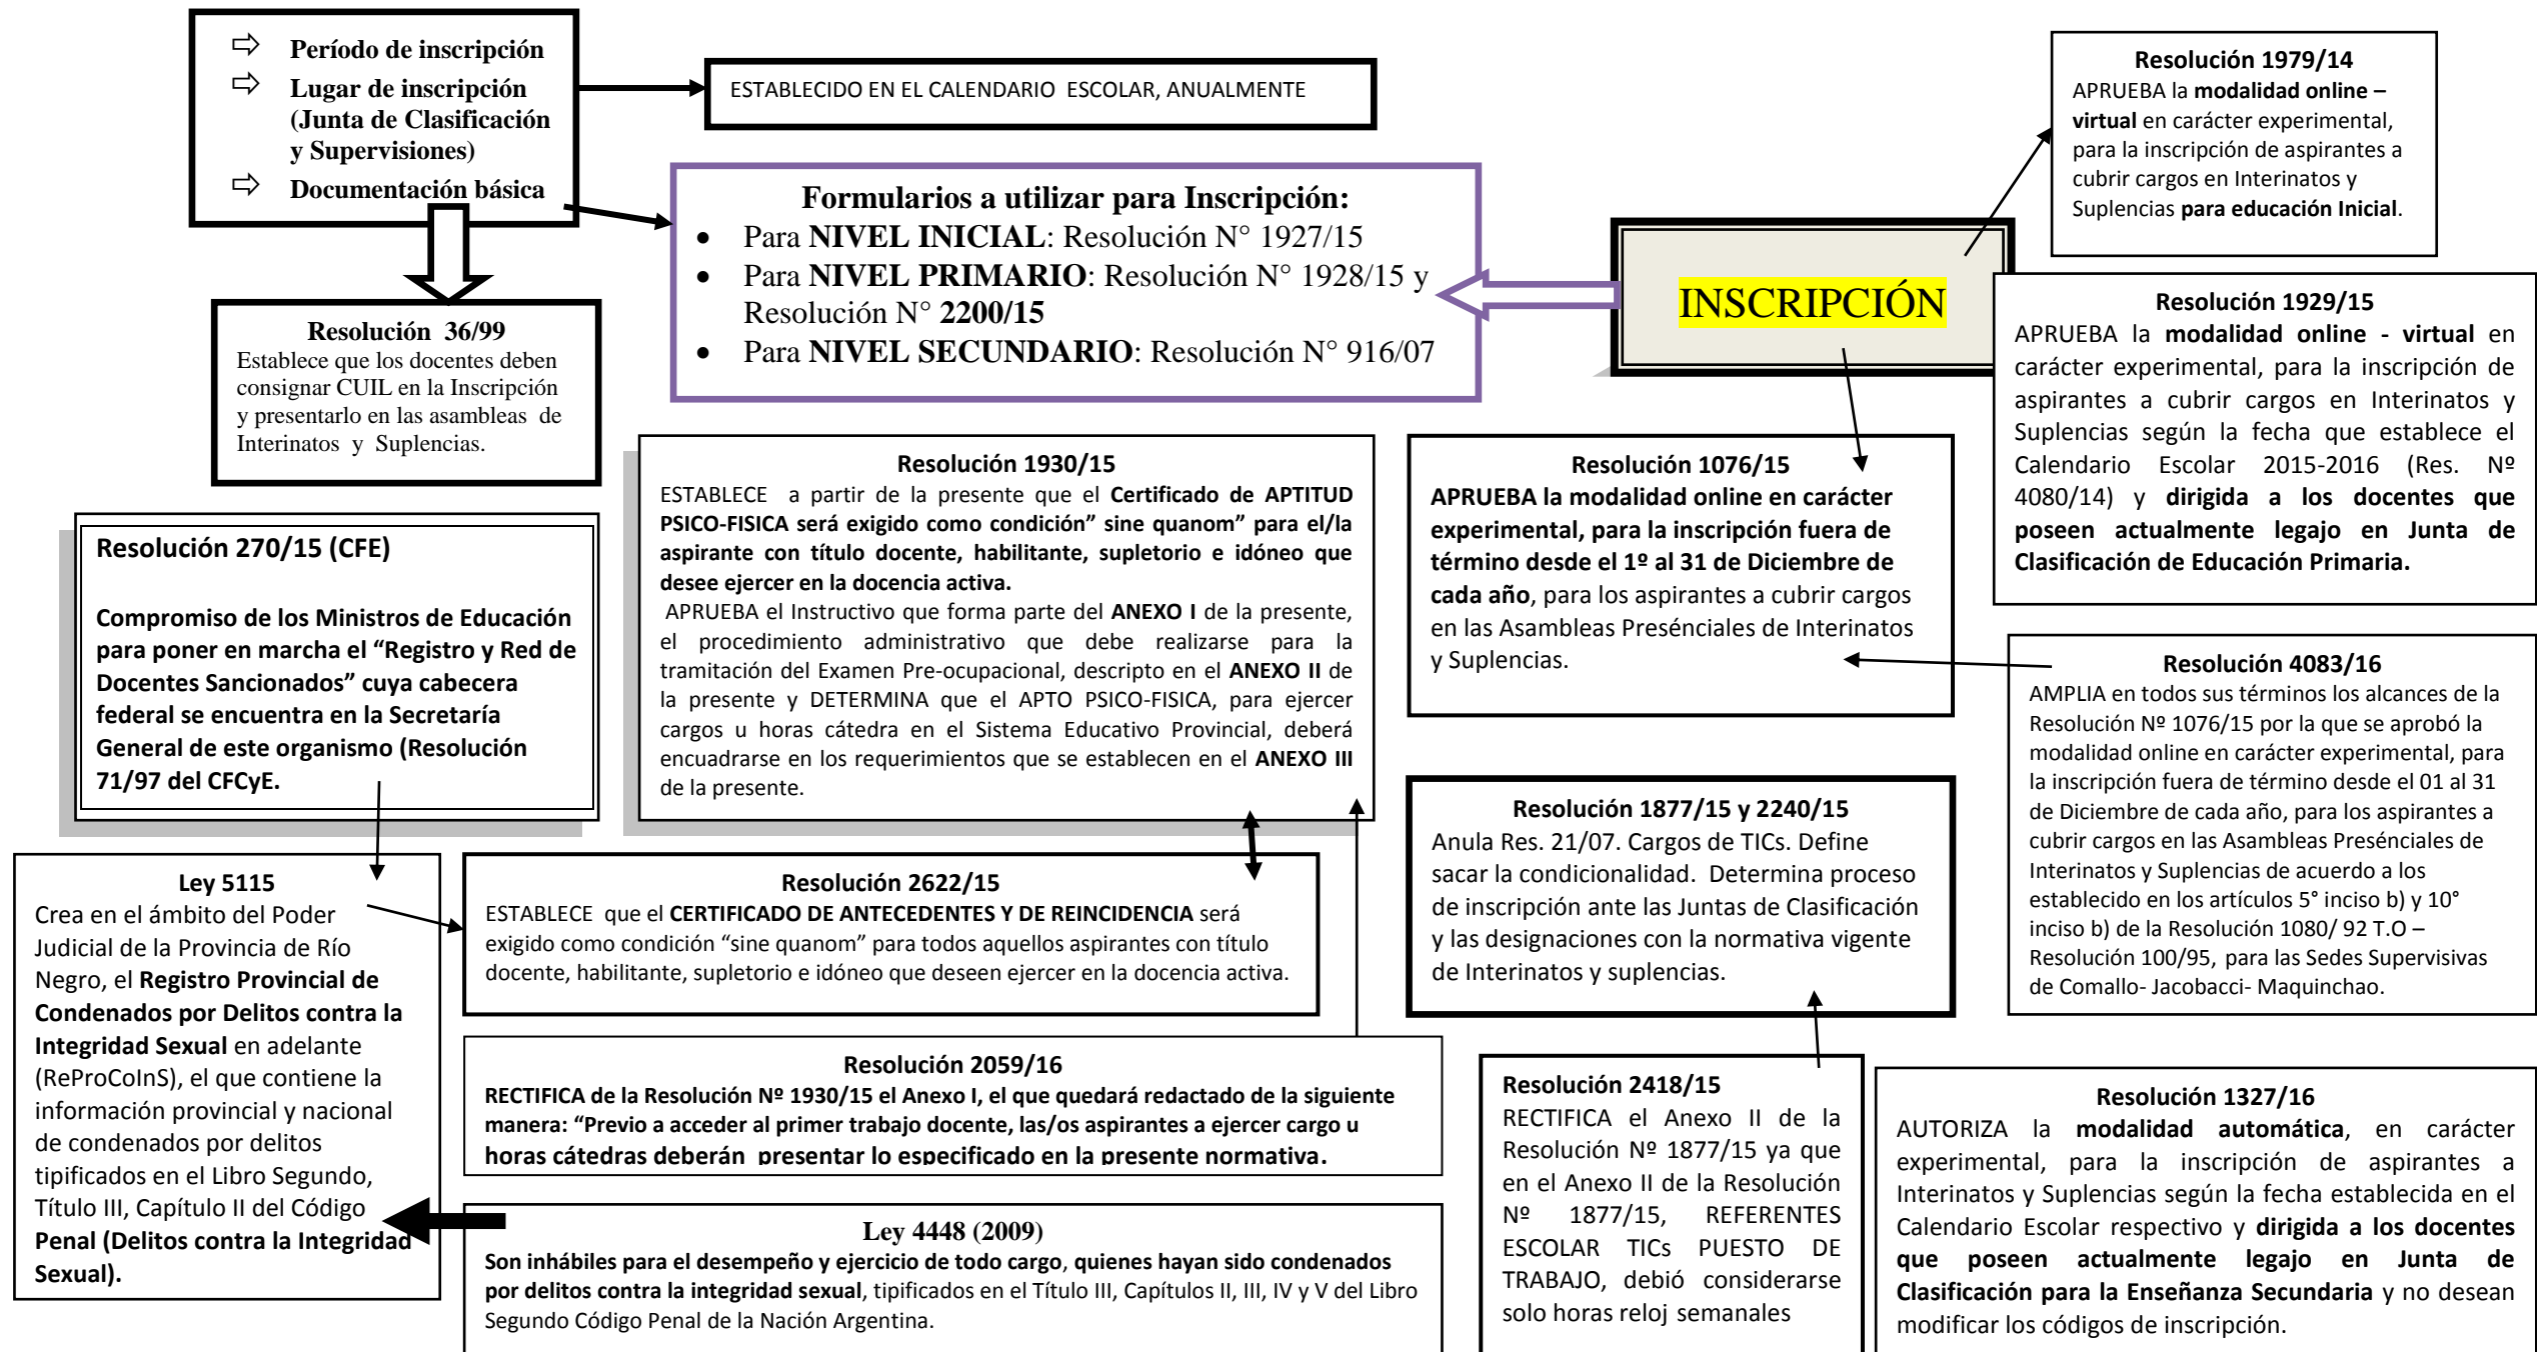 Período de inscripción
Lugar de inscripción
(Junta de Clasificación
y Supervisiones)
Documentación básica
ESTABLECIDO EN EL CALENDARIO ESCOLAR, ANUALMENTE
Formularios a utilizar para Inscripción:
• Para NIVEL INICIAL: Resolución N° 1927/15
• Para NIVEL PRIMARIO: Resolución N° 1928/15 y
Resolución N° 2200/15
• Para NIVEL SECUNDARIO: Resolución N° 916/07
INSCRIPCIÓN
Resolución 1979/14
APRUEBA la modalidad online –
virtual en carácter experimental,
para la inscripción de aspirantes a
cubrir cargos en Interinatos y
Suplencias para educación Inicial.
Resolución 36/99
Establece que los docentes deben
consignar CUIL en la Inscripción
y presentarlo en las asambleas de
Interinatos y Suplencias.
Resolución 1929/15
APRUEBA la modalidad online - virtual en
carácter experimental, para la inscripción de
aspirantes a cubrir cargos en Interinatos y
Suplencias según la fecha que establece el
Calendario Escolar 2015-2016 (Res. Nº
4080/14) y dirigida a los docentes que
poseen actualmente legajo en Junta de
Clasificación de Educación Primaria.
Resolución 1930/15
ESTABLECE a partir de la presente que el Certificado de APTITUD
PSICO-FISICA será exigido como condición” sine quanom” para el/la
aspirante con título docente, habilitante, supletorio e idóneo que
desee ejercer en la docencia activa.
APRUEBA el Instructivo que forma parte del ANEXO I de la presente,
el procedimiento administrativo que debe realizarse para la
tramitación del Examen Pre-ocupacional, descripto en el ANEXO II de
la presente y DETERMINA que el APTO PSICO-FISICA, para ejercer
cargos u horas cátedra en el Sistema Educativo Provincial, deberá
encuadrarse en los requerimientos que se establecen en el ANEXO III
de la presente.
Resolución 1076/15
APRUEBA la modalidad online en carácter
experimental, para la inscripción fuera de
término desde el 1º al 31 de Diciembre de
cada año, para los aspirantes a cubrir cargos
en las Asambleas Presénciales de Interinatos
y Suplencias.
Resolución 270/15 (CFE)
Compromiso de los Ministros de Educación
para poner en marcha el “Registro y Red de
Docentes Sancionados” cuya cabecera
federal se encuentra en la Secretaría
General de este organismo (Resolución
71/97 del CFCyE.
Resolución 4083/16
AMPLIA en todos sus términos los alcances de la
Resolución Nº 1076/15 por la que se aprobó la
modalidad online en carácter experimental, para
la inscripción fuera de término desde el 01 al 31
de Diciembre de cada año, para los aspirantes a
cubrir cargos en las Asambleas Presénciales de
Interinatos y Suplencias de acuerdo a los
establecido en los artículos 5° inciso b) y 10°
inciso b) de la Resolución 1080/ 92 T.O –
Resolución 100/95, para las Sedes Supervisivas
de Comallo- Jacobacci- Maquinchao.
Resolución 1877/15 y 2240/15
Anula Res. 21/07. Cargos de TICs. Define
sacar la condicionalidad. Determina proceso
de inscripción ante las Juntas de Clasificación
y las designaciones con la normativa vigente
de Interinatos y suplencias.
Ley 5115
Crea en el ámbito del Poder
Judicial de la Provincia de Río
Negro, el Registro Provincial de
Condenados por Delitos contra la
Integridad Sexual en adelante
(ReProCoInS), el que contiene la
información provincial y nacional
de condenados por delitos
tipificados en el Libro Segundo,
Título III, Capítulo II del Código
Penal (Delitos contra la Integridad
Sexual).
Resolución 2622/15
ESTABLECE que el CERTIFICADO DE ANTECEDENTES Y DE REINCIDENCIA será
exigido como condición “sine quanom” para todos aquellos aspirantes con título
docente, habilitante, supletorio e idóneo que deseen ejercer en la docencia activa.
Resolución 2059/16
RECTIFICA de la Resolución Nº 1930/15 el Anexo I, el que quedará redactado de la siguiente
manera: “Previo a acceder al primer trabajo docente, las/os aspirantes a ejercer cargo u
horas cátedras deberán presentar lo especificado en la presente normativa.
Resolución 2418/15
RECTIFICA el Anexo II de la
Resolución Nº 1877/15 ya que
en el Anexo II de la Resolución
Nº 1877/15, REFERENTES
ESCOLAR TICs PUESTO DE
TRABAJO, debió considerarse
solo horas reloj semanales
Resolución 1327/16
AUTORIZA la modalidad automática, en carácter
experimental, para la inscripción de aspirantes a
Interinatos y Suplencias según la fecha establecida en el
Calendario Escolar respectivo y dirigida a los docentes
que poseen actualmente legajo en Junta de
Clasificación para la Enseñanza Secundaria y no desean
modificar los códigos de inscripción.
Ley 4448 (2009)
Son inhábiles para el desempeño y ejercicio de todo cargo, quienes hayan sido condenados
por delitos contra la integridad sexual, tipificados en el Título III, Capítulos II, III, IV y V del Libro
Segundo Código Penal de la Nación Argentina.